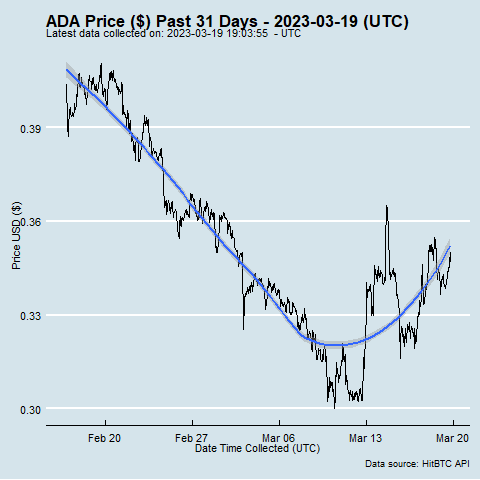 ADA Price ($) Past 31 Days - 2023-03-19 (UTC)
Latest data collected on: 2023-03-19 19:03:55 - UTC
0.39
0.36
0.33
0.30
Price USD ($)
Feb 20 Feb 27 Mar 06 Mar 13 Mar 20
Date Time Collected (UTC)
Data source: HitBTC API